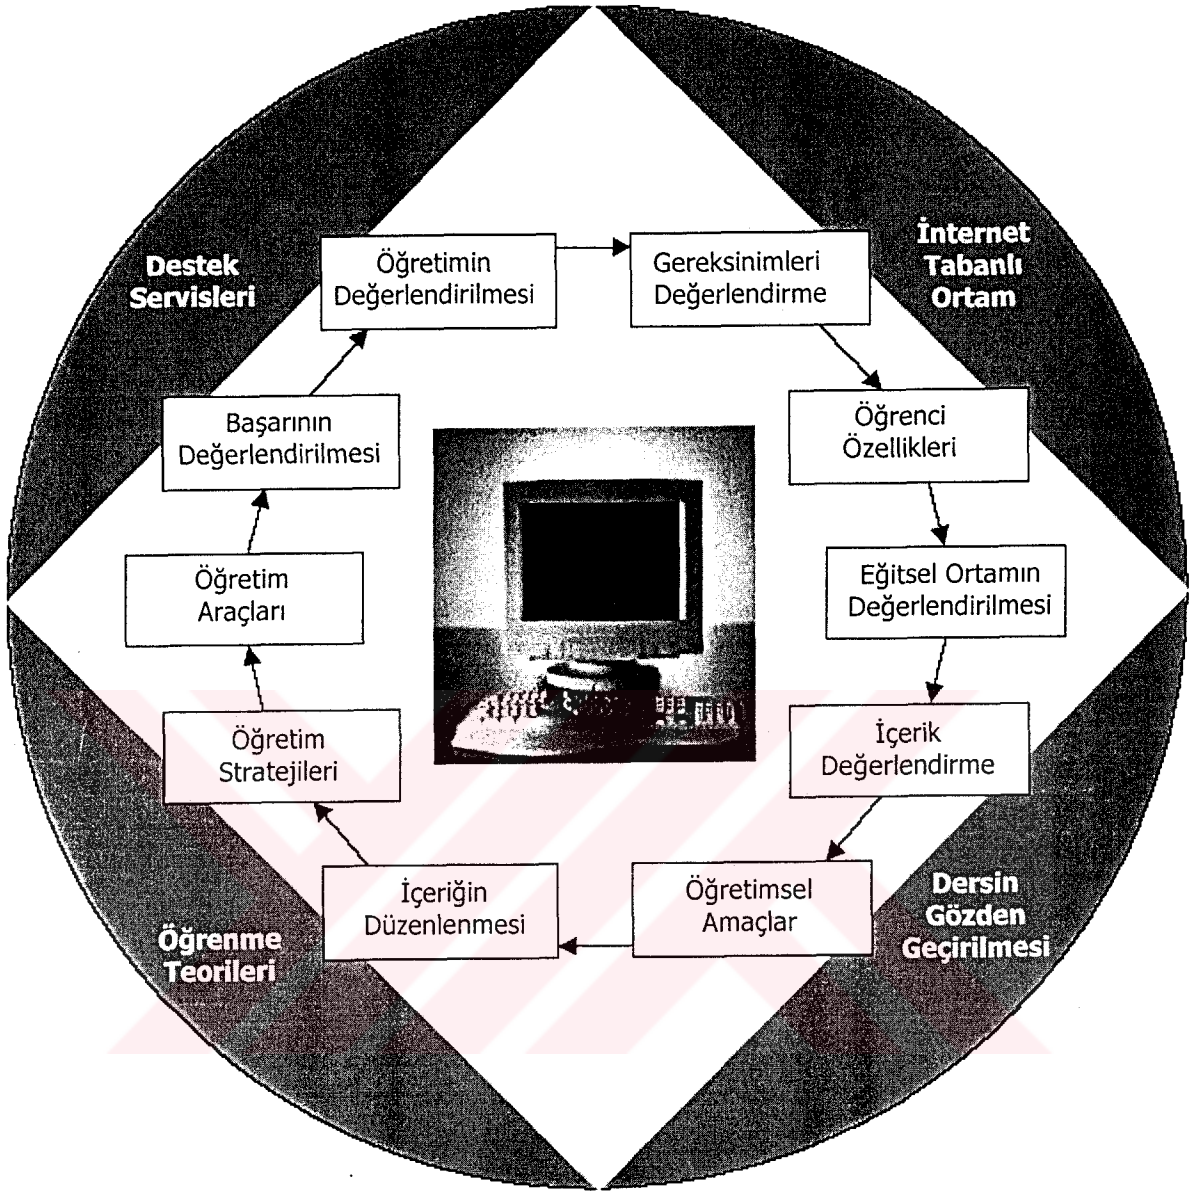 Destek
Servisleri
İnternet
Tabanlı
Ortam
Öğretimin
Değerlendirilmesi
Gereksinimleri
Değerlendirme
Öğrenci
Özellikleri
Eğitsel Ortamın
Değerlendirilmesi
İçerik
Değerlendirme
Öğretimsel
Amaçlar
İçeriğin
Düzenlenmesi
Öğretim
Stratejileri
Öğretim
Araçları
Başarının
Değerlendirilmesi
Dersin
Gözden
Geçirilmesi
Öğrenme
Teorileri